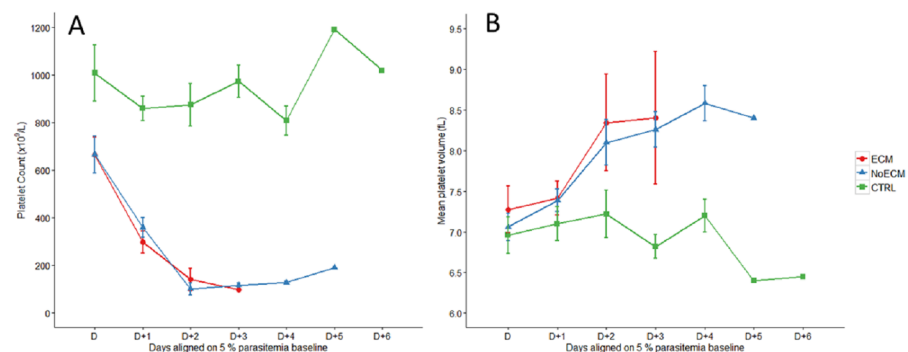 A
Platelet Count (x10⁹/L)
1200
1000
800
600
400
200
0
D
D+1
D+2
D+3
D+4
D+5
D+6
Days aligned on 5 % parasitemia baseline
B
Mean platelet volume (fL)
9.5
9.0
8.5
8.0
7.5
7.0
6.5
6.0
D
D+1
D+2
D+3
D+4
D+5
D+6
Days aligned on 5 % parasitemia baseline
ECM
NoECM
CTRL